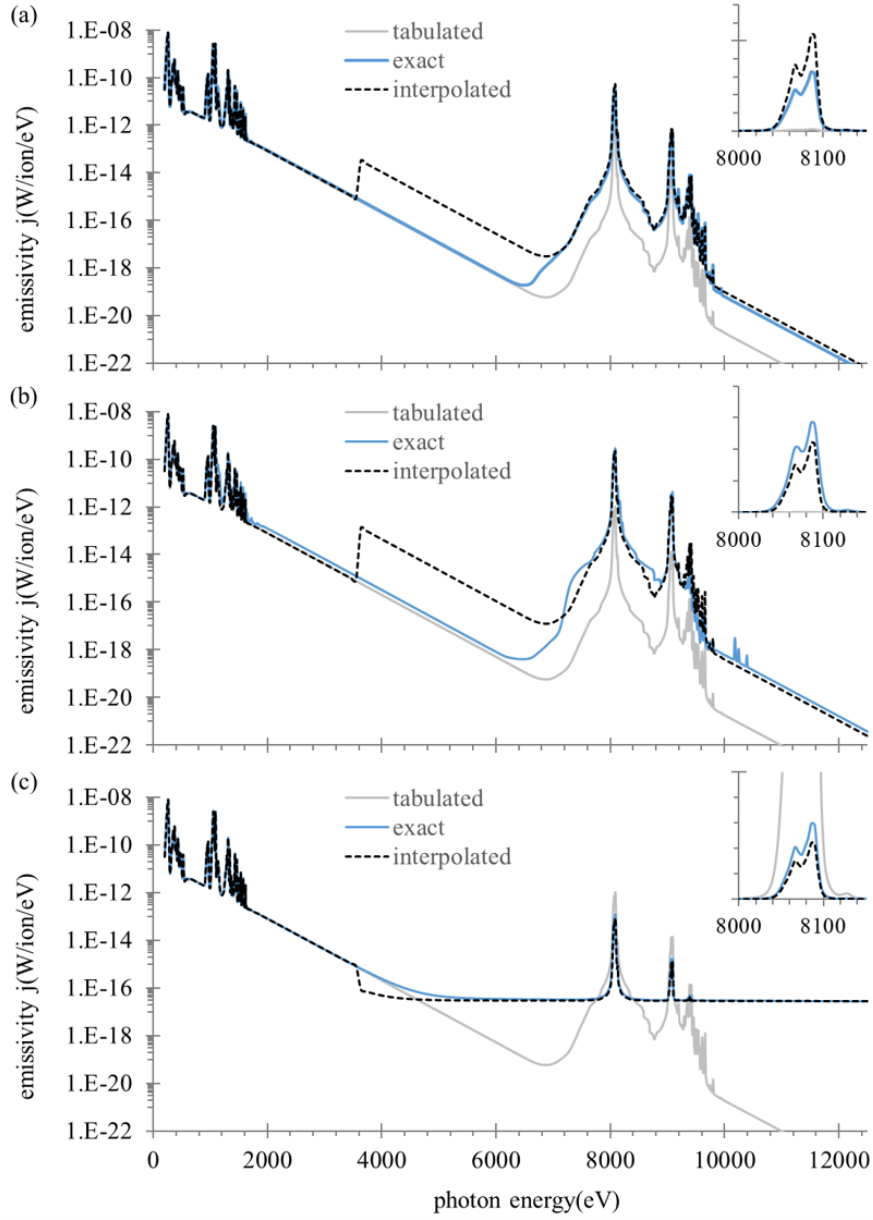 (a)
1.E-08
1.E-10
1.E-12
1.E-14
1.E-16
1.E-18
1.E-20
1.E-22
emissivity j(W/ion/eV)
tabulated
exact
interpolated
8000 8100
(b)
1.E-08
1.E-10
1.E-12
1.E-14
1.E-16
1.E-18
1.E-20
1.E-22
emissivity j(W/ion/eV)
tabulated
exact
interpolated
8000 8100
(c)
1.E-08
1.E-10
1.E-12
1.E-14
1.E-16
1.E-18
1.E-20
1.E-22
emissivity j(W/ion/eV)
tabulated
exact
interpolated
8000 8100
0 2000 4000 6000 8000 10000 12000
photon energy(eV)